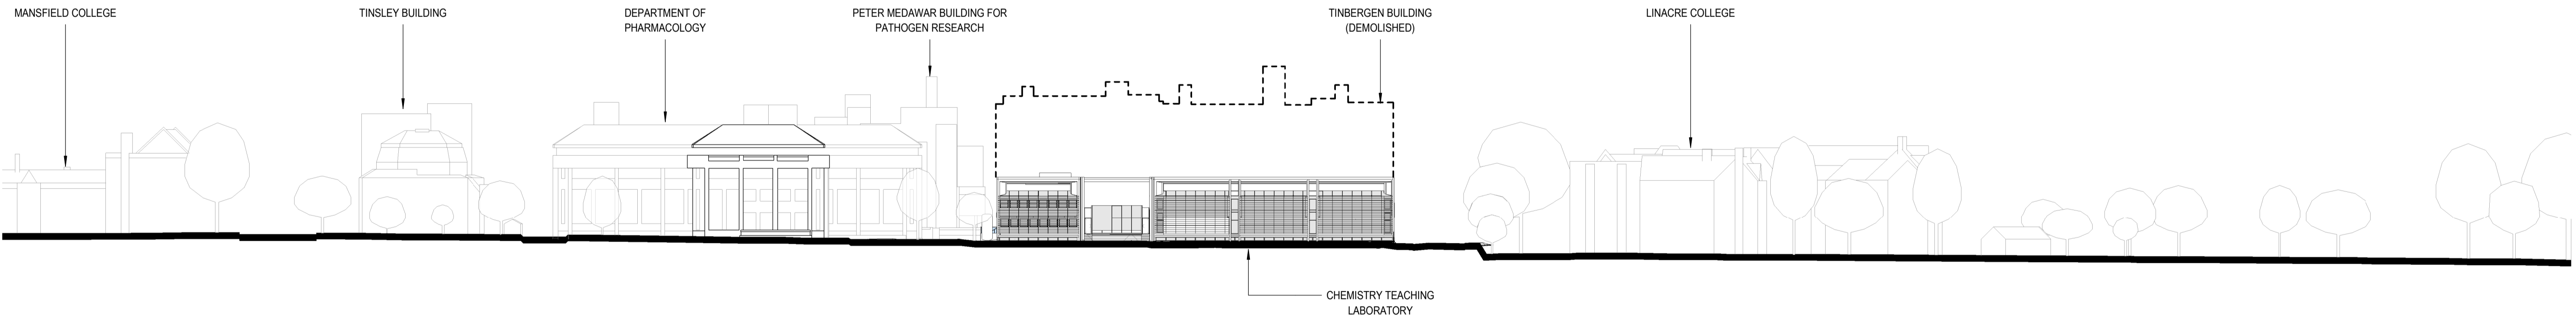 MANSFIELD COLLEGE
TINSLEY BUILDING
DEPARTMENT OF
PHARMACOLOGY
PETER MEDAWAR BUILDING FOR
PATHOGEN RESEARCH
TINBERGEN BUILDING
(DEMOLISHED)
LINACRE COLLEGE
CHEMISTRY TEACHING
LABORATORY